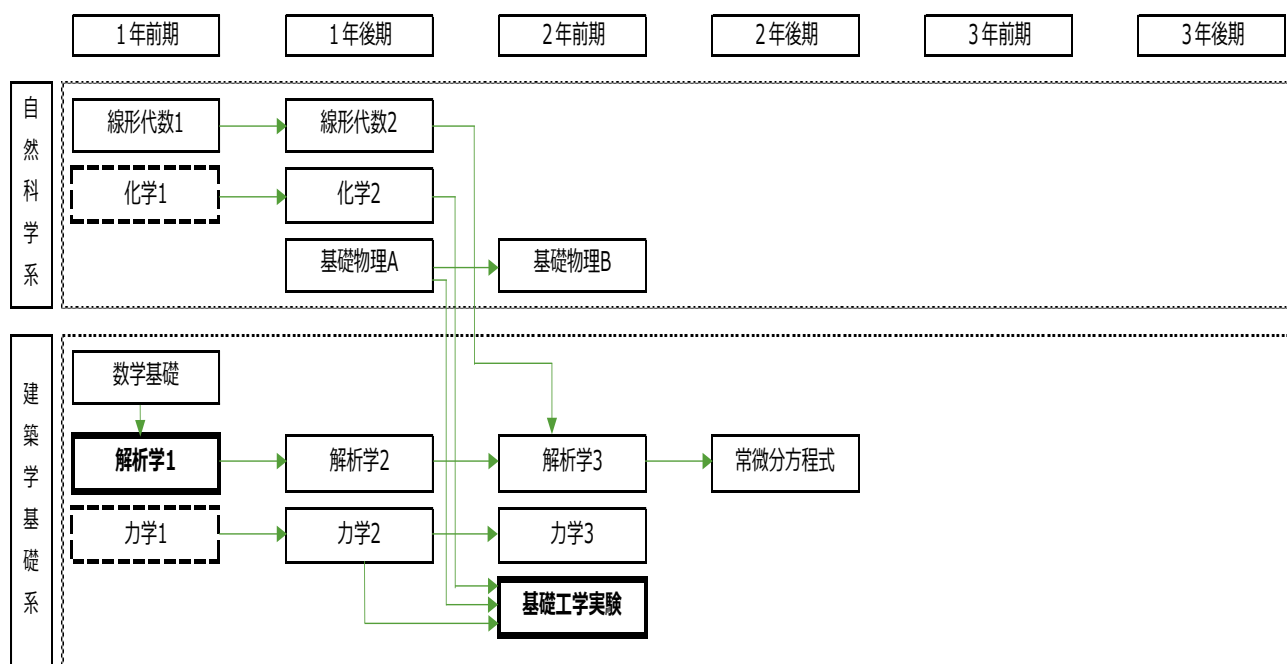 1年前期
1年後期
2年前期
2年後期
3年前期
3年後期
自然科学系
線形代数1
線形代数2
化学1
化学2
基礎物理A
基礎物理B
建築学基礎系
数学基礎
解析学1
解析学2
解析学3
常微分方程式
力学1
力学2
力学3
基礎工学実験